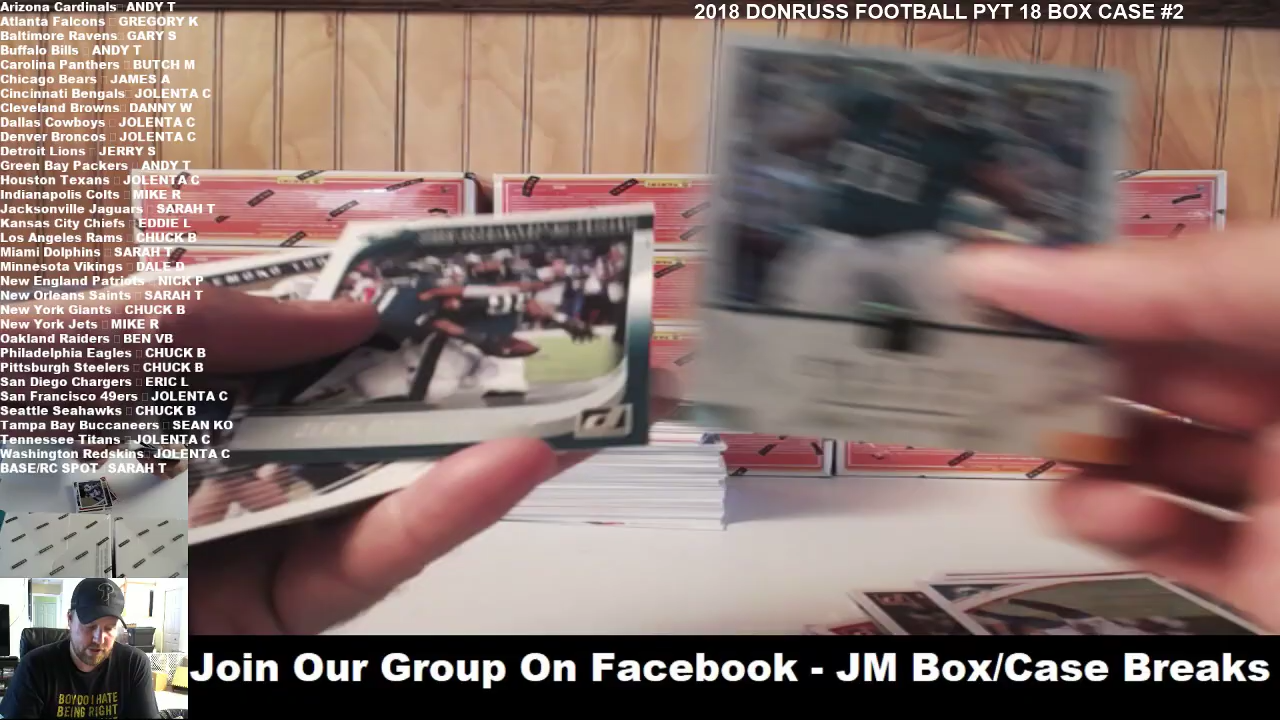 2018 DONRUSS FOOTBALL PYT 18 BOX CASE #2
Arizona Cardinals ANDY T
Atlanta Falcons GREGORY K
Baltimore Ravens GARY S
Buffalo Bills ANDY T
Carolina Panthers BUTCH M
Chicago Bears JAMES A
Cincinnati Bengals JOLENTA C
Cleveland Browns DANNY W
Dallas Cowboys JOLENTA C
Denver Broncos JOLENTA C
Detroit Lions JERRY S
Green Bay Packers ANDY T
Houston Texans JOLENTA C
Indianapolis Colts MIKE R
Jacksonville Jaguars SARAH T
Kansas City Chiefs EDDIE L
Los Angeles Rams CHUCK B
Miami Dolphins SARAH T
Minnesota Vikings DALE D
New England Patriots NICK P
New Orleans Saints SARAH T
New York Giants CHUCK B
New York Jets MIKE R
Oakland Raiders BEN VB
Philadelphia Eagles CHUCK B
Pittsburgh Steelers CHUCK B
San Diego Chargers ERIC L
San Francisco 49ers JOLENTA C
Seattle Seahawks CHUCK B
Tampa Bay Buccaneers SEAN KO
Tennessee Titans JOLENTA C
Washington Redskins JOLENTA C
BASE/RC SPOT SARAH T
BOY DO I HATE
BEING RIGHT
Join Our Group On Facebook - JM Box/Case Breaks